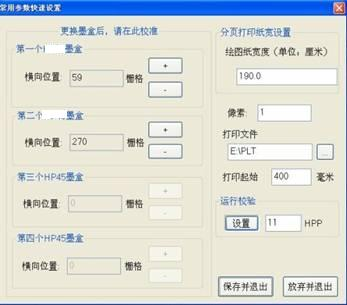 常用参数快速设置
更换墨盒后，请在此校准
第一个 墨盒
横向位置: 59 栅格
+
-
第二个 墨盒
横向位置: 270 栅格
+
-
第三个HP45墨盒
横向位置: 0 栅格
+
-
第四个HP45墨盒
横向位置: 0 栅格
+
-
分页打印纸宽设置
绘图纸宽度（单位，厘米）
190.0
像素: 1
打印文件
E:\PLT
...
打印起始 400 毫米
运行校验
设置 11 HPP
保存并退出
放弃并退出